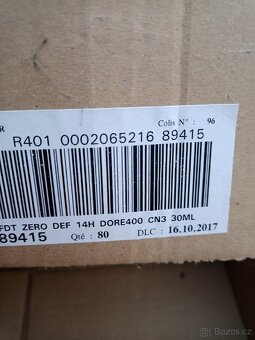 R
Colis N° : 96
R401 0002065216 89415
FDT ZERO DEF 14H DORE400 CN3 30ML
89415
Qté : 80
DLC : 16.10.2017
bazoš.cz